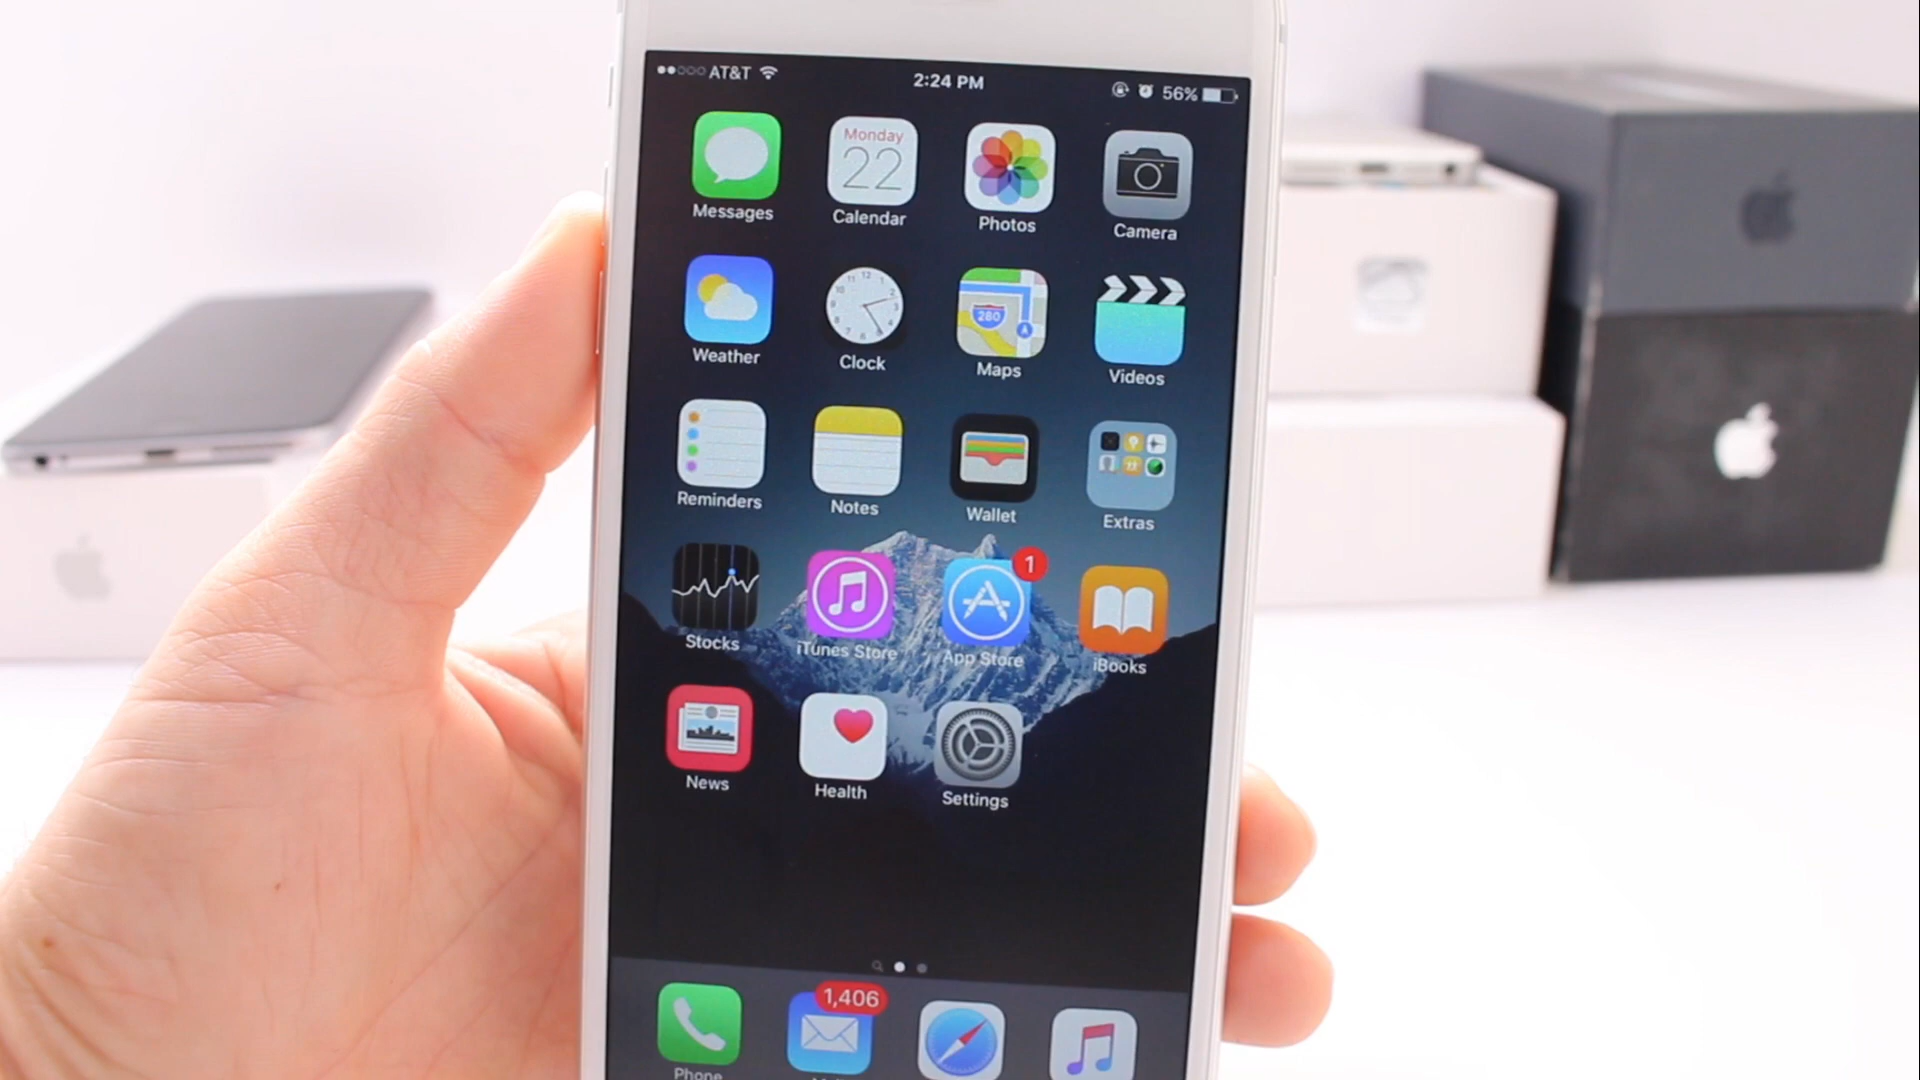 AT&T 2:24 PM 56%
Monday
22
Messages Calendar Photos Camera
280
Weather Clock Maps Videos
Reminders Notes Wallet Extras
1
Stocks iTunes Store App Store iBooks
News Health Settings
1,406
Phone